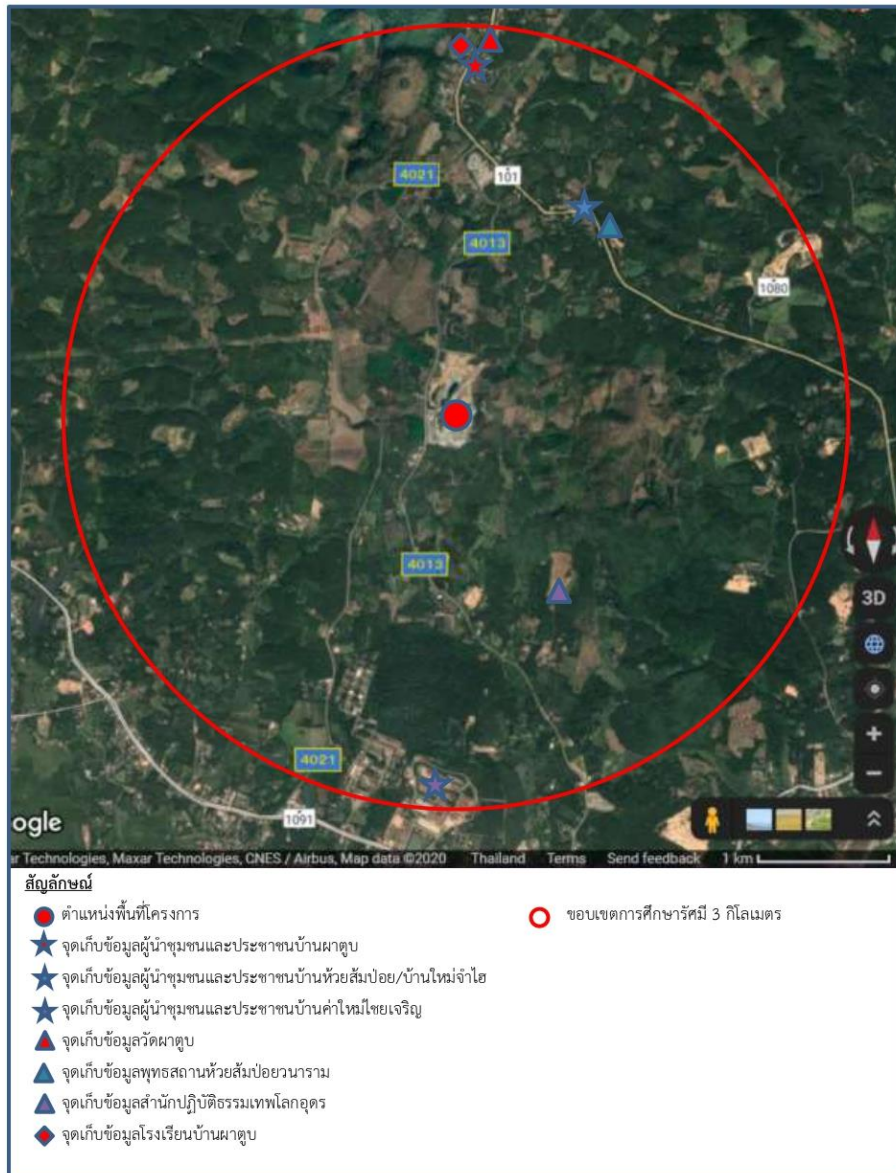 4021
101
4013
1080
4013
3D
4021
1091
ogle
ar Technologies, Maxar Technologies, CNES / Airbus, Map data ©2020 Thailand Terms Send feedback 1 km
สัญลักษณ์
ตำแหน่งพื้นที่โครงการ
ขอบเขตการศึกษารัศมี 3 กิโลเมตร
จุดเก็บข้อมูลผู้นำชุมชนและประชาชนบ้านผาตูบ
จุดเก็บข้อมูลผู้นำชุมชนและประชาชนบ้านห้วยส้มป่อย/บ้านใหม่จำไฮ
จุดเก็บข้อมูลผู้นำชุมชนและประชาชนบ้านค่าใหม่ไชยเจริญ
จุดเก็บข้อมูลวัดผาตูบ
จุดเก็บข้อมูลพุทธสถานห้วยส้มป่อยวนาราม
จุดเก็บข้อมูลสำนักปฏิบัติธรรมเทพโลกอุดร
จุดเก็บข้อมูลโรงเรียนบ้านผาตูบ